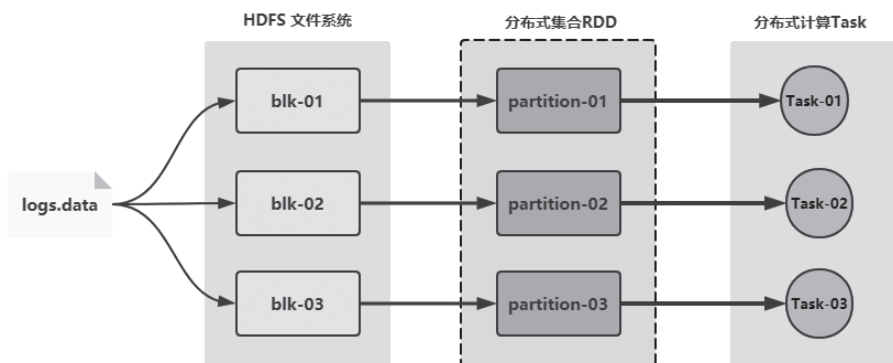 HDFS 文件系统
分布式集合RDD
分布式计算Task
blk-01
partition-01
Task-01
logs.data
blk-02
partition-02
Task-02
blk-03
partition-03
Task-03